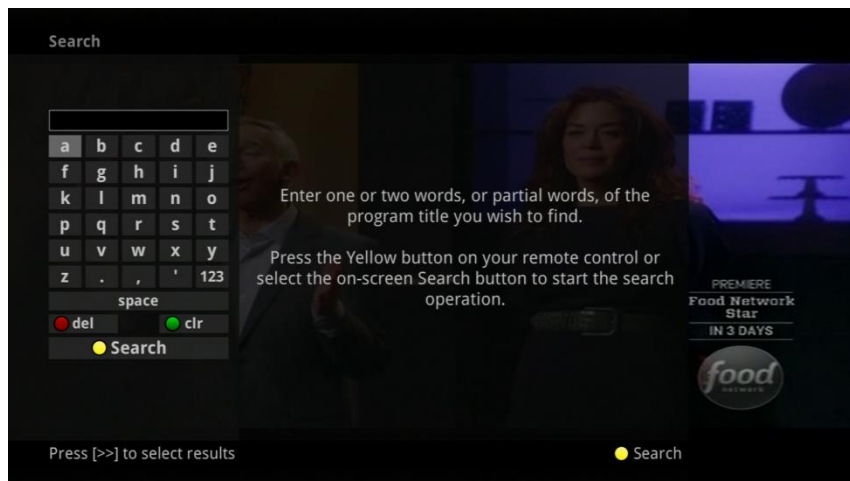 Search
a b c d e
f g h i j
k l m n o
p q r s t
u v w x y
z . , ' 123
space
del clr
Search
Enter one or two words, or partial words, of the
program title you wish to find.
Press the Yellow button on your remote control or
select the on-screen Search button to start the search
operation.
PREMIERE
Food Network
Star
IN 3 DAYS
food
network
Press [>>] to select results
Search